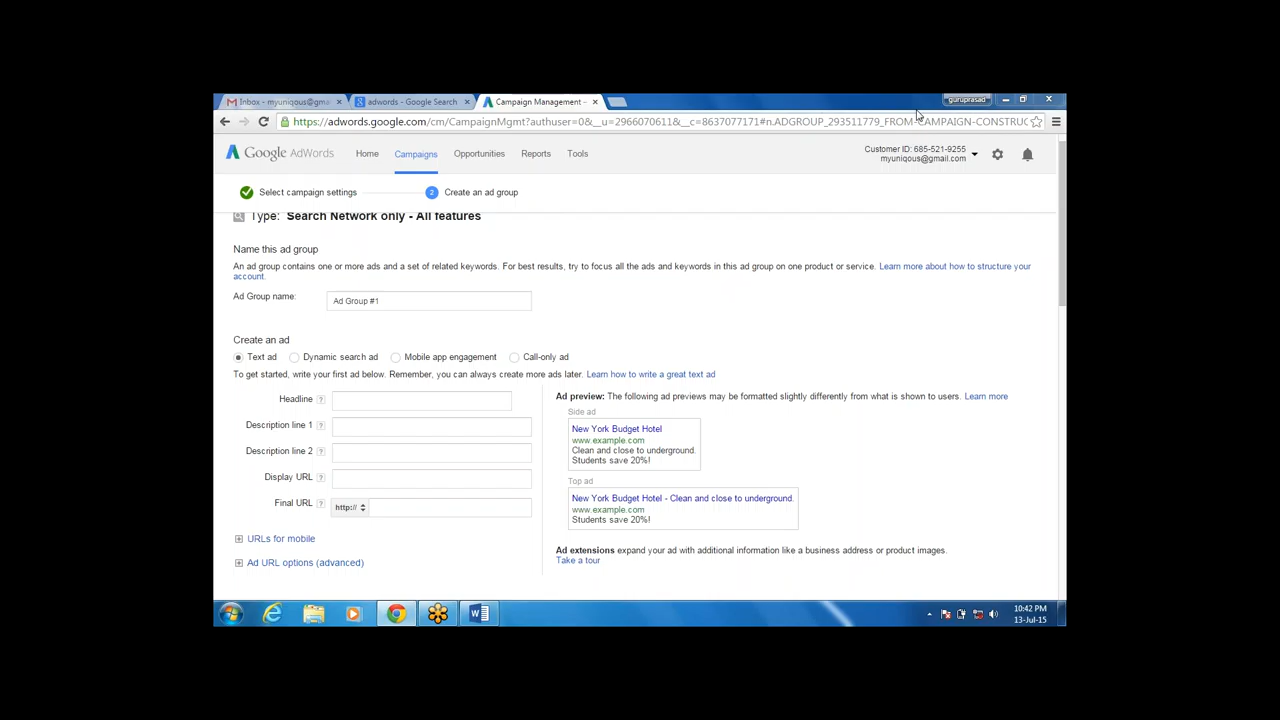 Inbox - myuniqous@gma
adwords - Google Search
Campaign Management -
guruprasad
https://adwords.google.com/cm/CampaignMgmt?authuser=0&__u=2966070611&__c=8637077171#n.ADGROUP_293511779_FROM-CAMPAIGN-CONSTRUC
Google AdWords
Home Campaigns Opportunities Reports Tools
Customer ID: 685-521-9255
myuniqous@gmail.com
Select campaign settings
2 Create an ad group
Type: Search Network only - All features
Name this ad group
An ad group contains one or more ads and a set of related keywords. For best results, try to focus all the ads and keywords in this ad group on one product or service. Learn more about how to structure your
account.
Ad Group name: Ad Group #1
Create an ad
Text ad Dynamic search ad Mobile app engagement Call-only ad
To get started, write your first ad below. Remember, you can always create more ads later. Learn how to write a great text ad
Headline ?
Description line 1 ?
Description line 2 ?
Display URL ?
Final URL ? http://
URLs for mobile
Ad URL options (advanced)
Ad preview: The following ad previews may be formatted slightly differently from what is shown to users. Learn more
Side ad
New York Budget Hotel
www.example.com
Clean and close to underground.
Students save 20%!
Top ad
New York Budget Hotel - Clean and close to underground.
www.example.com
Students save 20%!
Ad extensions expand your ad with additional information like a business address or product images.
Take a tour
10:42 PM
13-Jul-15